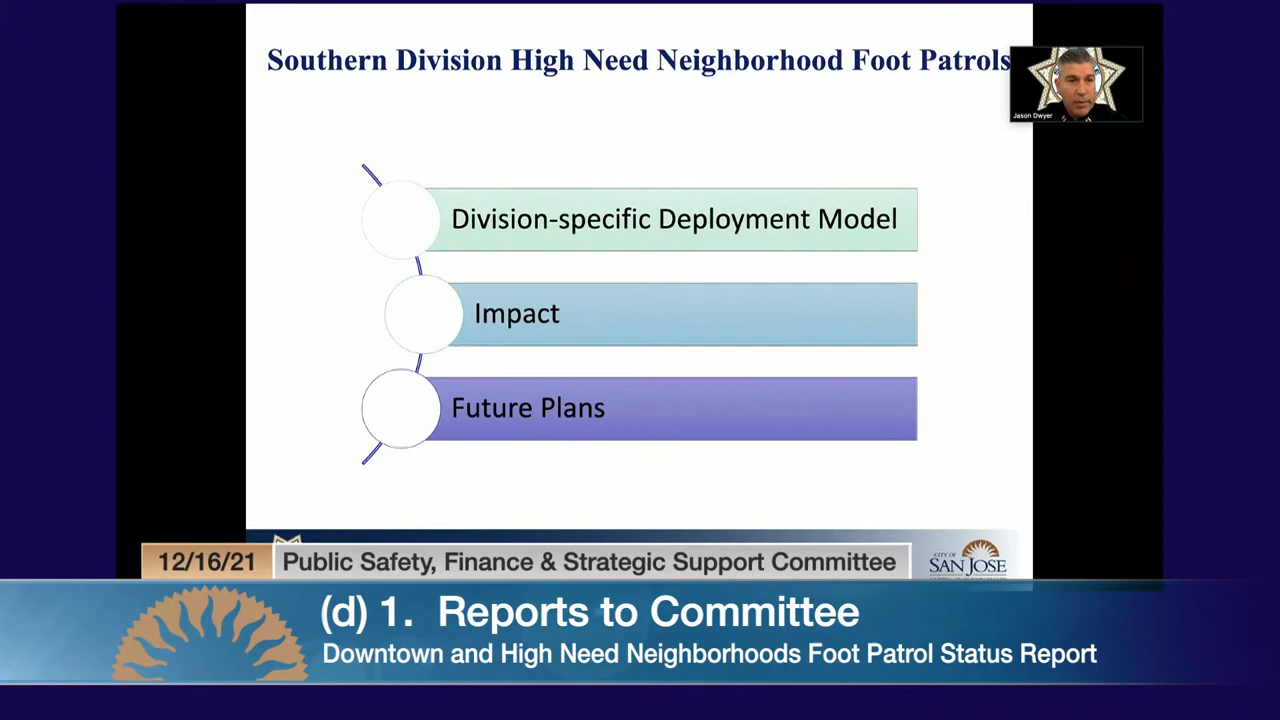 Southern Division High Need Neighborhood Foot Patrols
Jason Dwyer
Division-specific Deployment Model
Impact
Future Plans
12/16/21
Public Safety, Finance & Strategic Support Committee
CITY OF
SAN JOSE
(d) 1. Reports to Committee
Downtown and High Need Neighborhoods Foot Patrol Status Report